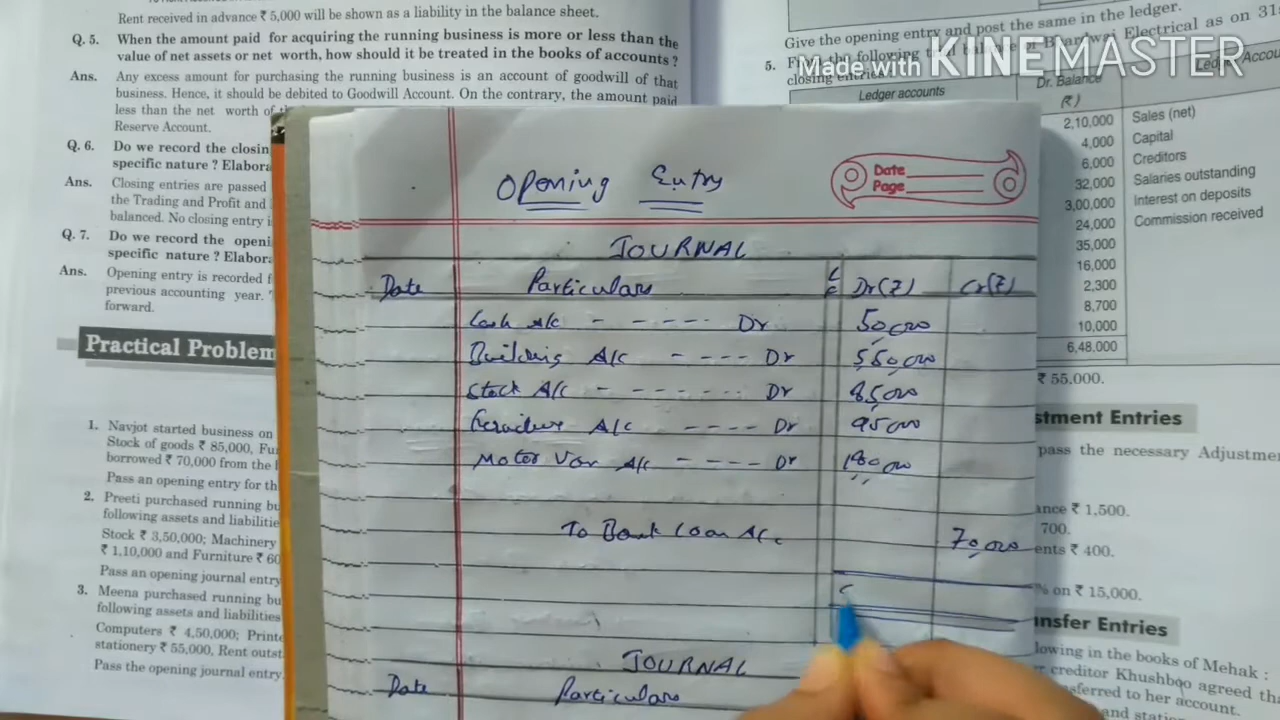 Rent received in advance ₹ 5,000 will be shown as a liability in the balance sheet.
Q. 5. When the amount paid for acquiring the running business is more or less than the
value of net assets or net worth, how should it be treated in the books of accounts ?
Ans. Any excess amount for purchasing the running business is an account of goodwill of that
business. Hence, it should be debited to Goodwill Account. On the contrary, the amount paid
less than the net worth of
Reserve Account.
Q. 6. Do we record the closin
specific nature ? Elabora
Ans. Closing entries are passed
the Trading and Profit and
balanced. No closing entry i
Q. 7. Do we record the openi
specific nature ? Elabora
Ans. Opening entry is recorded f
previous accounting year.
forward.
Practical Problem
1. Navjot started business on
Stock of goods ₹ 85,000, Fu
borrowed ₹ 70,000 from the
Pass an opening entry for th
2. Preeti purchased running bu
following assets and liabilitie
Stock ₹ 3,50,000; Machinery
₹ 1,10,000 and Furniture ₹ 60
Pass an opening journal entry
3. Meena purchased running bu
following assets and liabilities
Computers ₹ 4,50,000; Printe
stationery ₹ 55,000, Rent outst
Pass the opening journal entry
Opening Entry
Date
Page
JOURNAL
Date Particulars L F Dr(₹) Cr(₹)
Cash A/c - - - - - Dr 50,000
Building A/c - - - - Dr 5,50,000
Stock A/c - - - - - - Dr 85,000
Furniture A/c - - - - Dr 95000
Motor Van A/c - - - - Dr 1,80,000
To Bank Loan A/c 70,000
JOURNAL
Date Particulars
Give the opening entry and post the same in the ledger.
5. Bhardwaj Electrical as on 31
closing entries
Made with KINEMASTER
Ledger accounts Dr. Balance
(₹)
2,10,000 Sales (net)
4,000 Capital
6,000 Creditors
32,000 Salaries outstanding
3,00,000 Interest on deposits
24,000 Commission received
35,000
16,000
2,300
8,700
10,000
6,48,000
₹ 55.000.
stment Entries
pass the necessary Adjustme
ance ₹ 1,500.
700.
ents ₹ 400.
% on ₹ 15,000.
nsfer Entries
lowing in the books of Mehak :
r creditor Khushboo agreed tha
sferred to her account.
and static